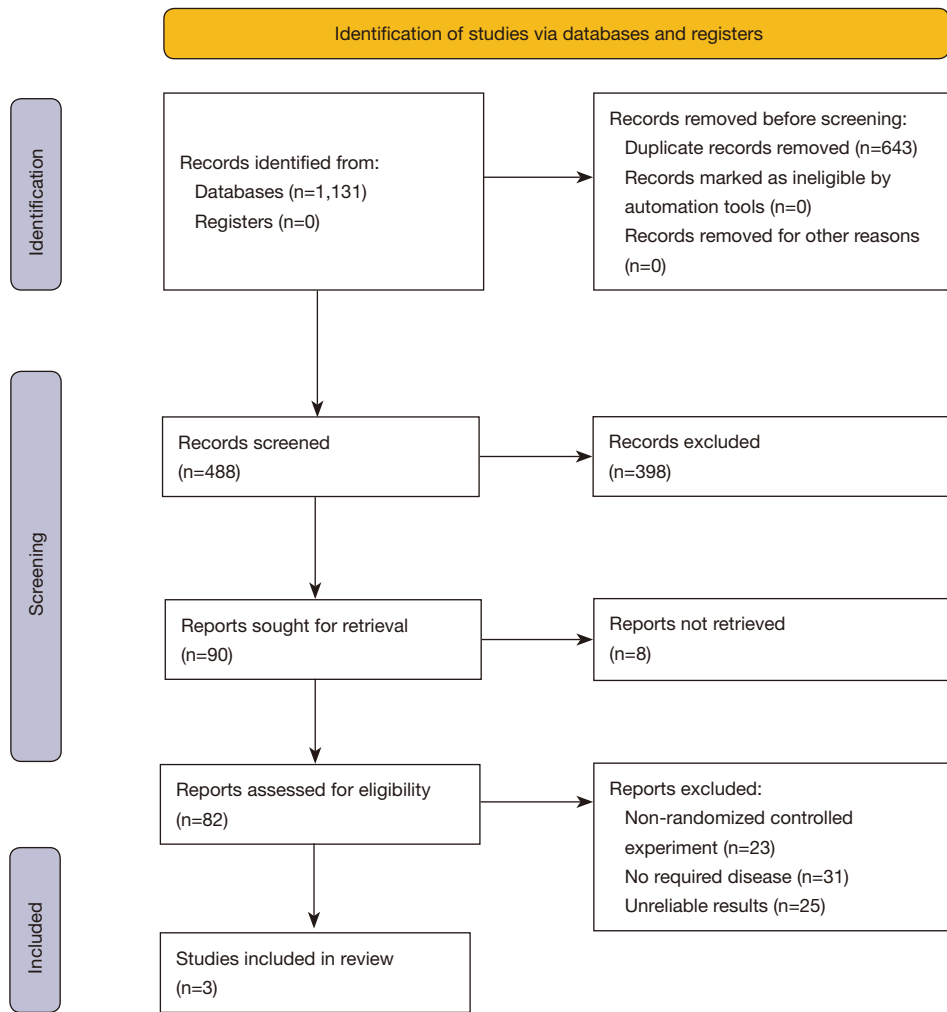 Identification of studies via databases and registers
Identification
Records identified from:
Databases (n=1,131)
Registers (n=0)
Records removed before screening:
Duplicate records removed (n=643)
Records marked as ineligible by
automation tools (n=0)
Records removed for other reasons
(n=0)
Screening
Records screened
(n=488)
Records excluded
(n=398)
Reports sought for retrieval
(n=90)
Reports not retrieved
(n=8)
Reports assessed for eligibility
(n=82)
Reports excluded:
Non-randomized controlled
experiment (n=23)
No required disease (n=31)
Unreliable results (n=25)
Included
Studies included in review
(n=3)